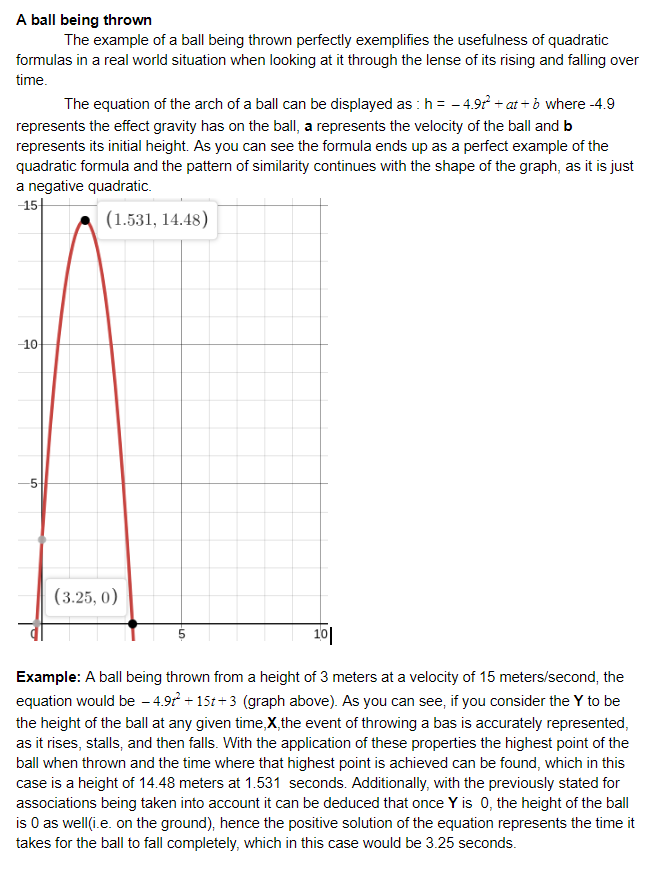 A ball being thrown
The example of a ball being thrown perfectly exemplifies the usefulness of quadratic
formulas in a real world situation when looking at it through the lense of its rising and falling over
time.
The equation of the arch of a ball can be displayed as : h = − 4.9t² + at + b where -4.9
represents the effect gravity has on the ball, a represents the velocity of the ball and b
represents its initial height. As you can see the formula ends up as a perfect example of the
quadratic formula and the pattern of similarity continues with the shape of the graph, as it is just
a negative quadratic.
15
(1.531, 14.48)
10
5
(3.25, 0)
0 5 10
Example: A ball being thrown from a height of 3 meters at a velocity of 15 meters/second, the
equation would be − 4.9t² + 15t + 3 (graph above). As you can see, if you consider the Y to be
the height of the ball at any given time,X,the event of throwing a bas is accurately represented,
as it rises, stalls, and then falls. With the application of these properties the highest point of the
ball when thrown and the time where that highest point is achieved can be found, which in this
case is a height of 14.48 meters at 1.531 seconds. Additionally, with the previously stated for
associations being taken into account it can be deduced that once Y is 0, the height of the ball
is 0 as well(i.e. on the ground), hence the positive solution of the equation represents the time it
takes for the ball to fall completely, which in this case would be 3.25 seconds.